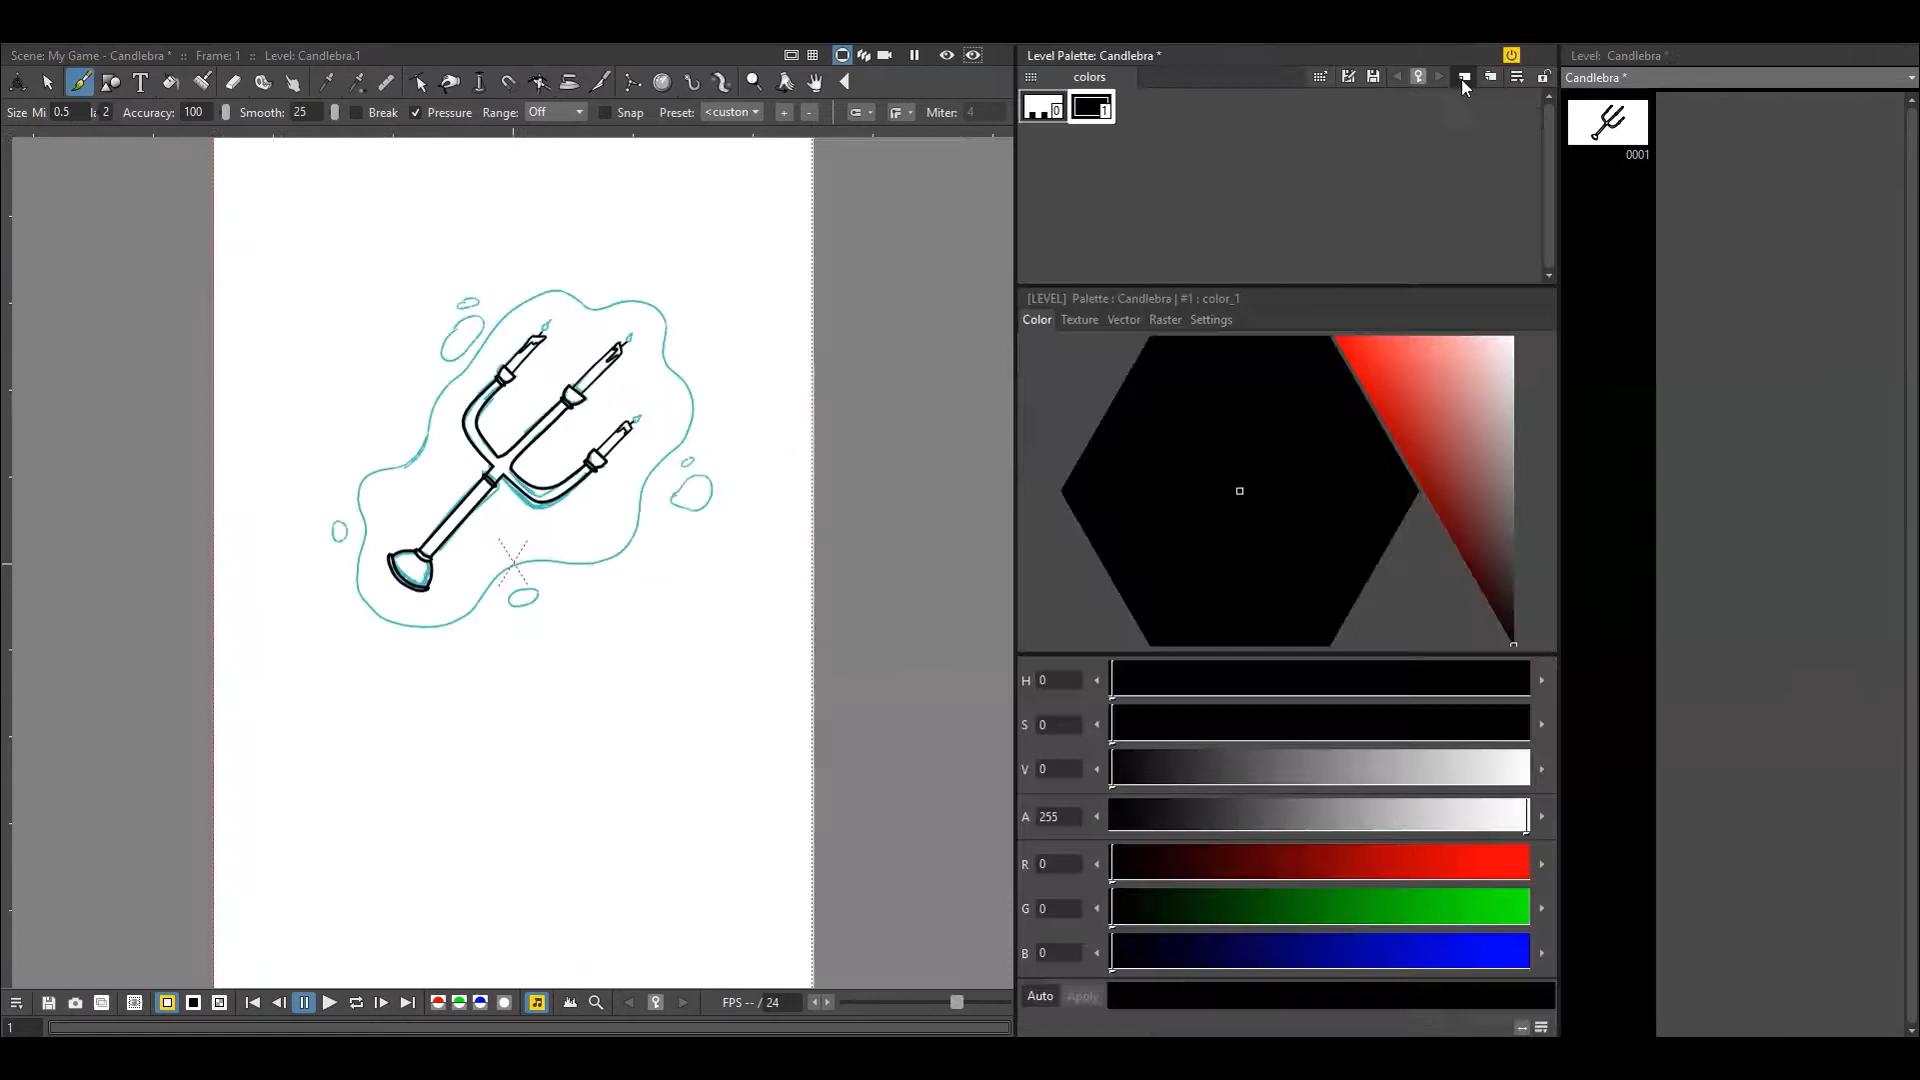 Scene: My Game - Candlebra * :: Frame: 1 :: Level: Candlebra.1
Level Palette: Candlebra *
Level: Candlebra *
colors
Candlebra *
Size Mi 0.5 2 Accuracy: 100 Smooth: 25 Break Pressure Range: Off Snap Preset: <custom + - Miter: 4
0
1
0001
[LEVEL] Palette : Candlebra | #1 : color_1
Color Texture Vector Raster Settings
H 0
S 0
V 0
A 255
R 0
G 0
B 0
Auto Apply
FPS -- / 24
1